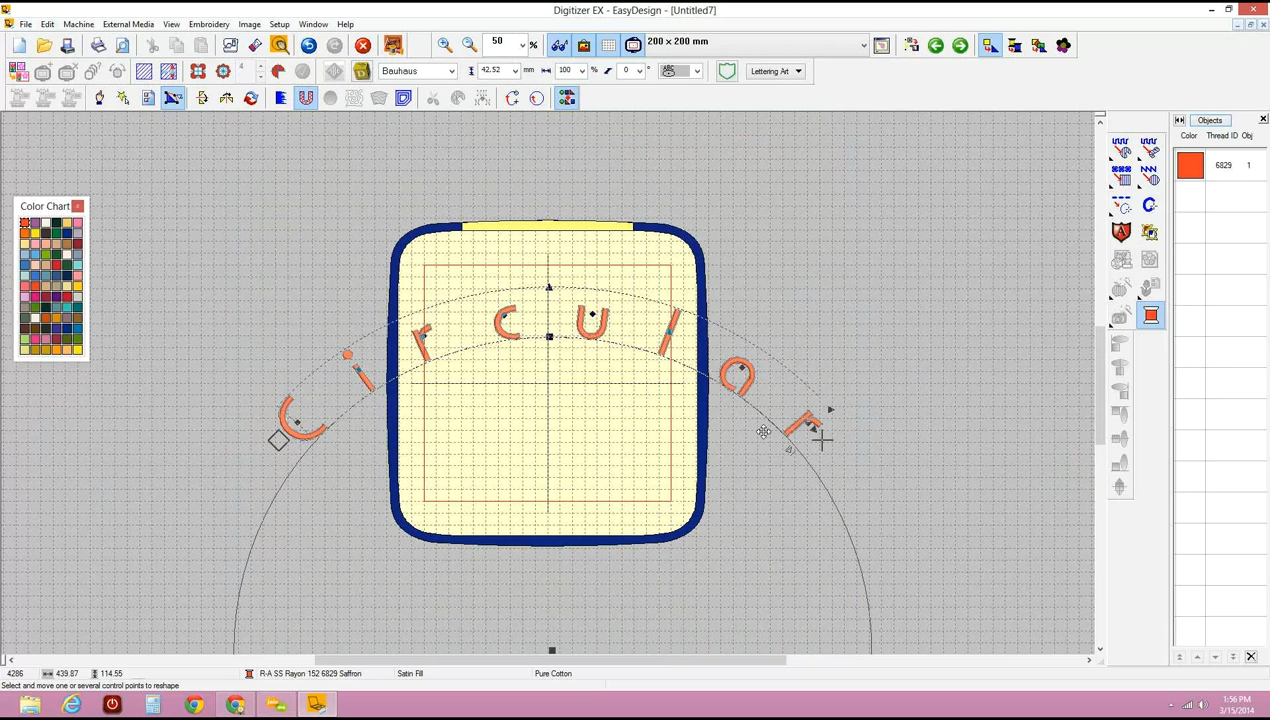 Digitizer EX - EasyDesign - [Untitled7]
File Edit Machine External Media View Embroidery Image Setup Window Help
50 % 200 x 200 mm
4 Bauhaus 42.52 mm 100 % 0 ° ABC Lettering Art
Objects
Color Thread ID Obj
6829 1
Color Chart
Circular
4286 439.87 114.55 R-A SS Rayon 152 6829 Saffron Satin Fill Pure Cotton
Select and move one or several control points to reshape
1:56 PM
3/15/2014